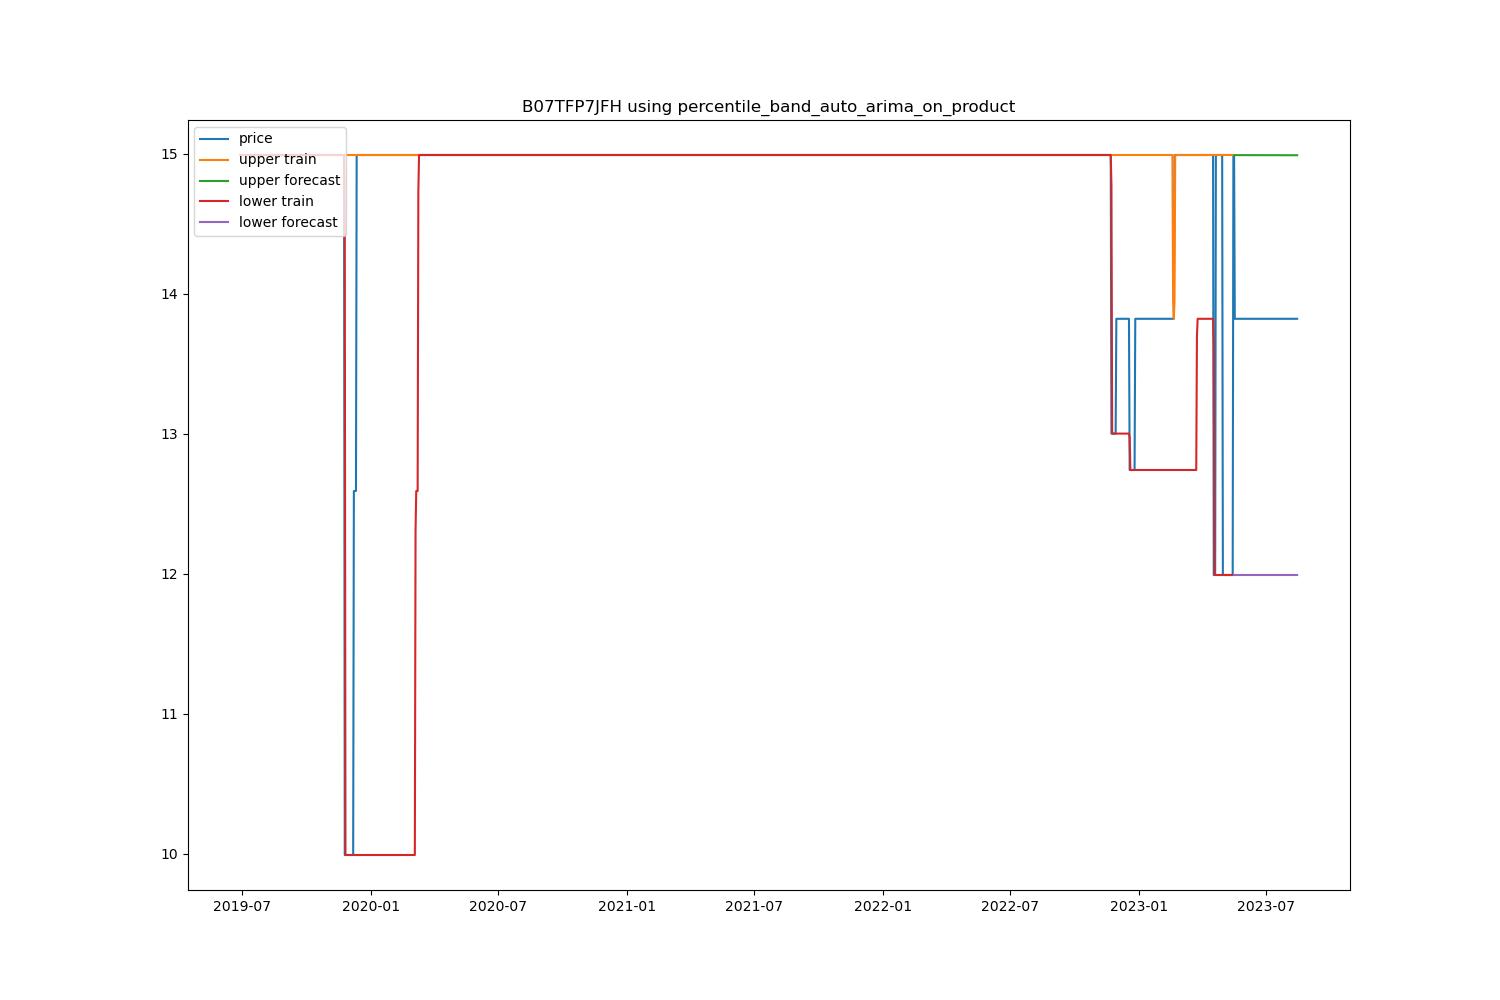 B07TFP7JFH using percentile_band_auto_arima_on_product
price
upper train
upper forecast
lower train
lower forecast
15
14
13
12
11
10
2019-07 2020-01 2020-07 2021-01 2021-07 2022-01 2022-07 2023-01 2023-07